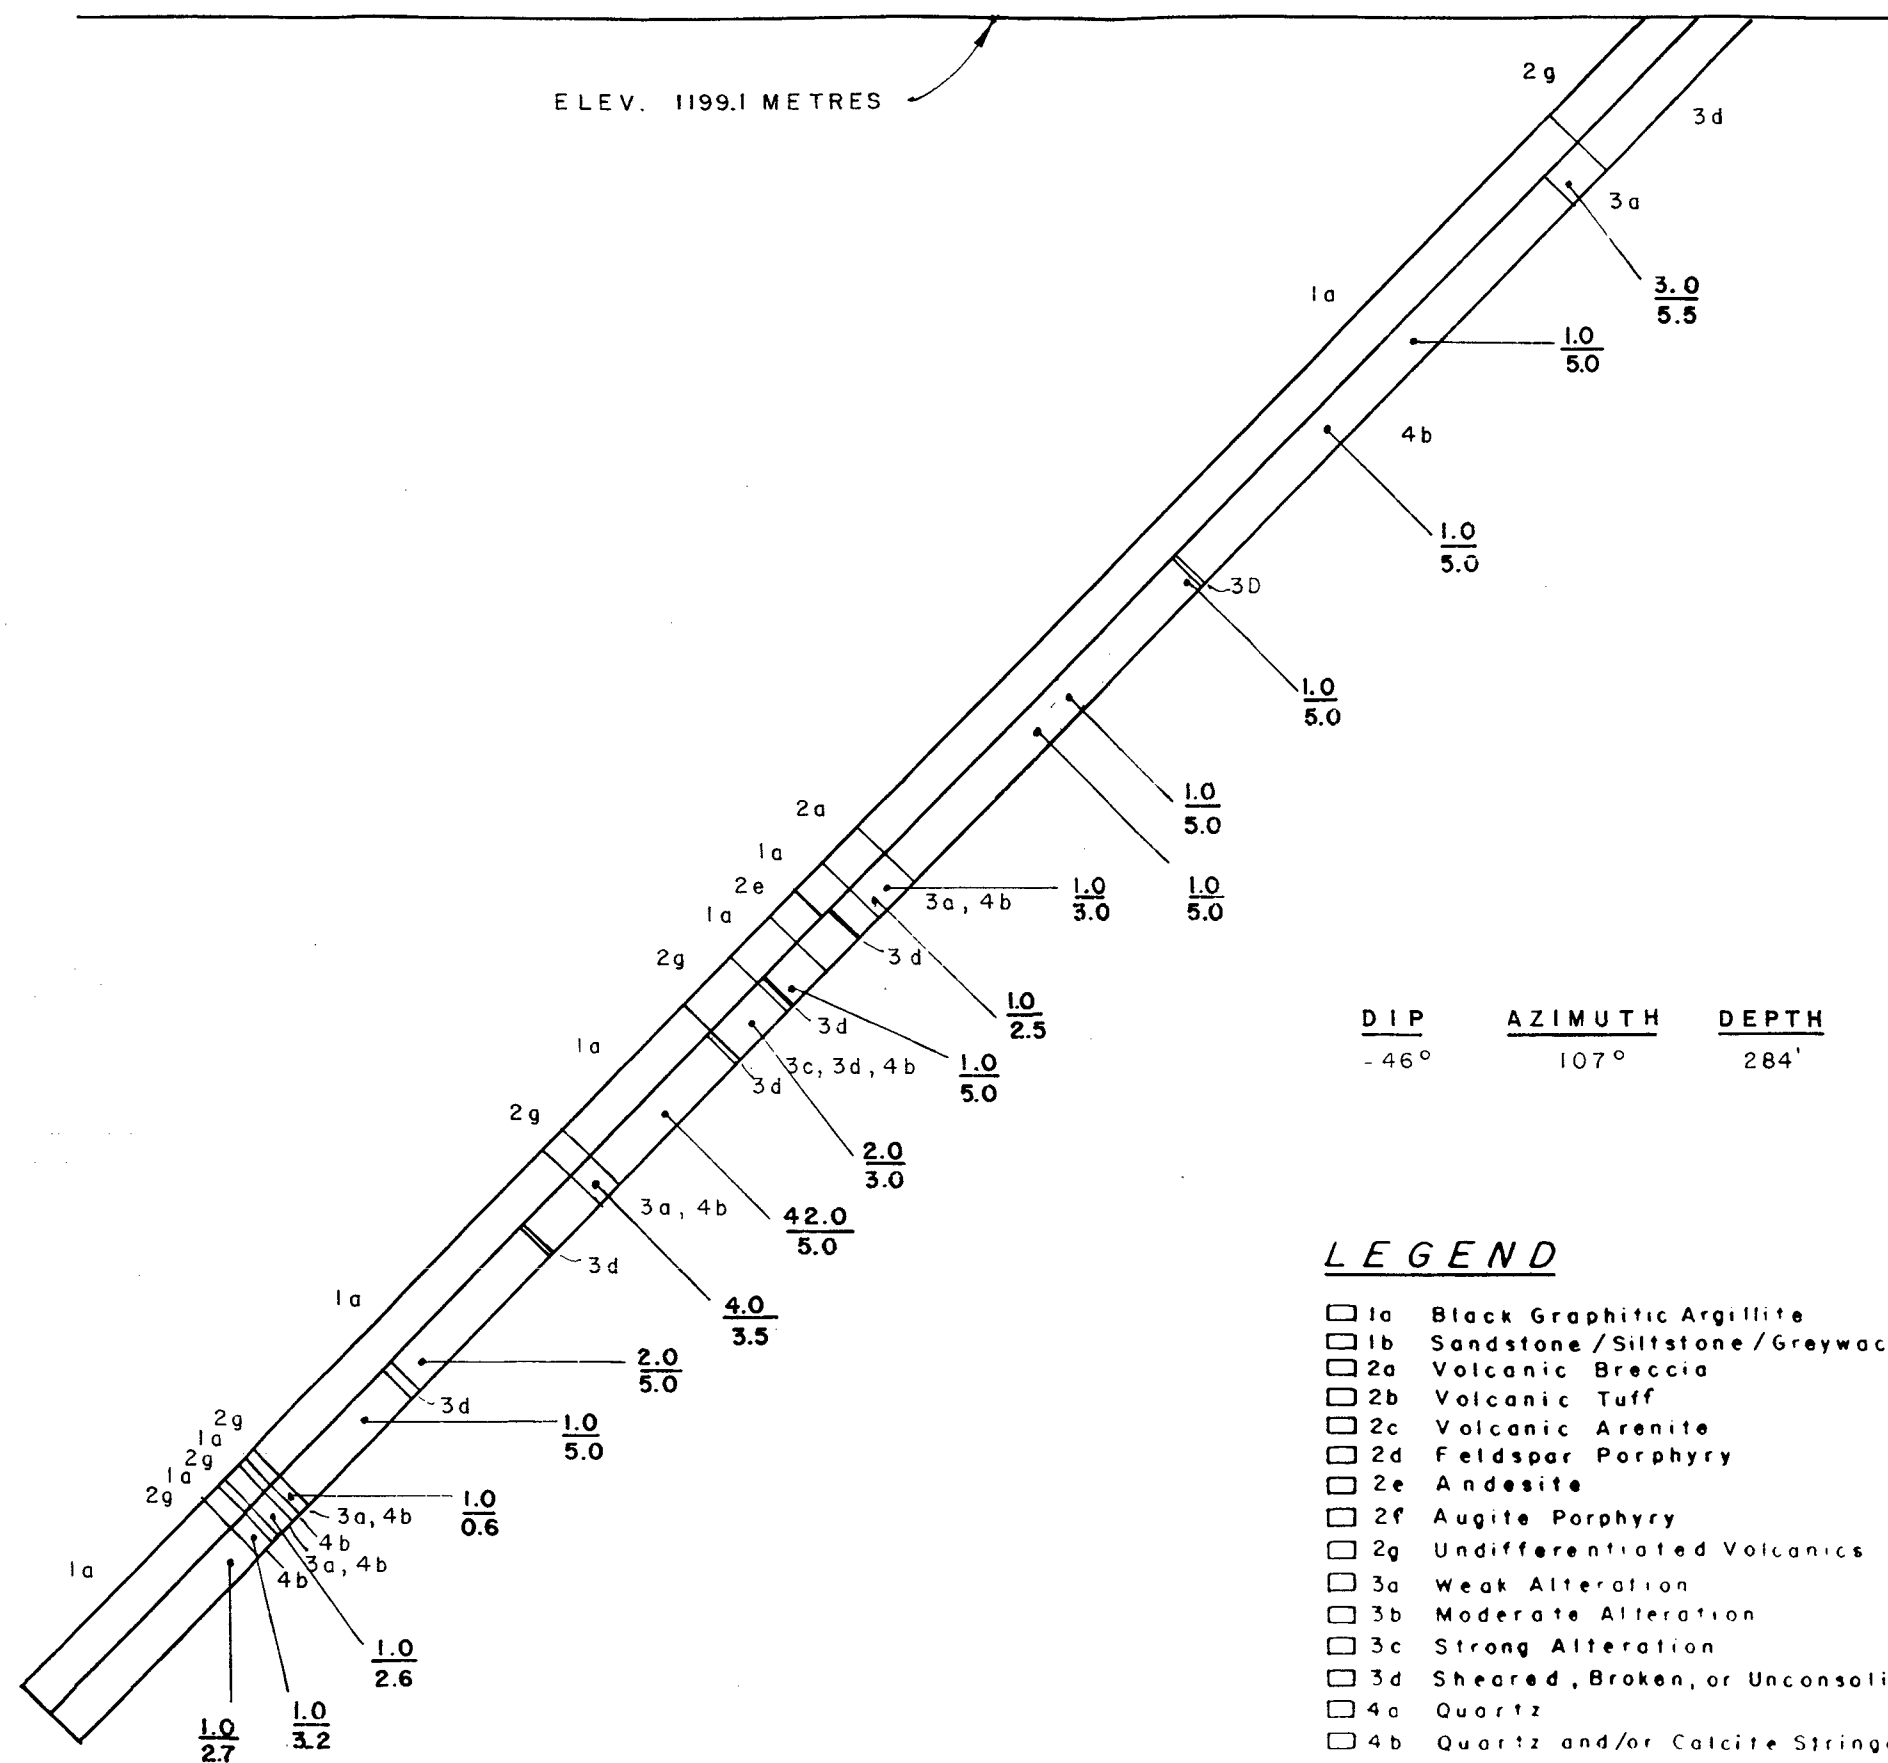 ELEV. 1199.1 METRES
2g
3d
3a
3.0
5.5
1a
1.0
5.0
4b
1.0
5.0
3D
1.0
5.0
1.0
5.0
1.0
5.0
2a
1a
2e
1a
3a, 4b
1.0
3.0
3d
2g
1.0
2.5
3d
1a
3c, 3d, 4b
1.0
5.0
3d
2g
2.0
3.0
3a, 4b
42.0
5.0
3d
1a
4.0
3.5
2.0
5.0
3d
1.0
5.0
2g
1a
2g
1a
2g
1.0
0.6
3a, 4b
4b
3a, 4b
4b
1a
1.0
2.6
1.0
3.2
1.0
2.7
DIP AZIMUTH DEPTH
-46° 107° 284'
LEGEND
1a Black Graphitic Argillite
1b Sandstone/Siltstone/Greywac
2a Volcanic Breccia
2b Volcanic Tuff
2c Volcanic Arenite
2d Feldspar Porphyry
2e Andesite
2f Augite Porphyry
2g Undifferentiated Volcanics
3a Weak Alteration
3b Moderate Alteration
3c Strong Alteration
3d Sheared, Broken, or Unconsoli
4a Quartz
4b Quartz and/or Calcite Stringe